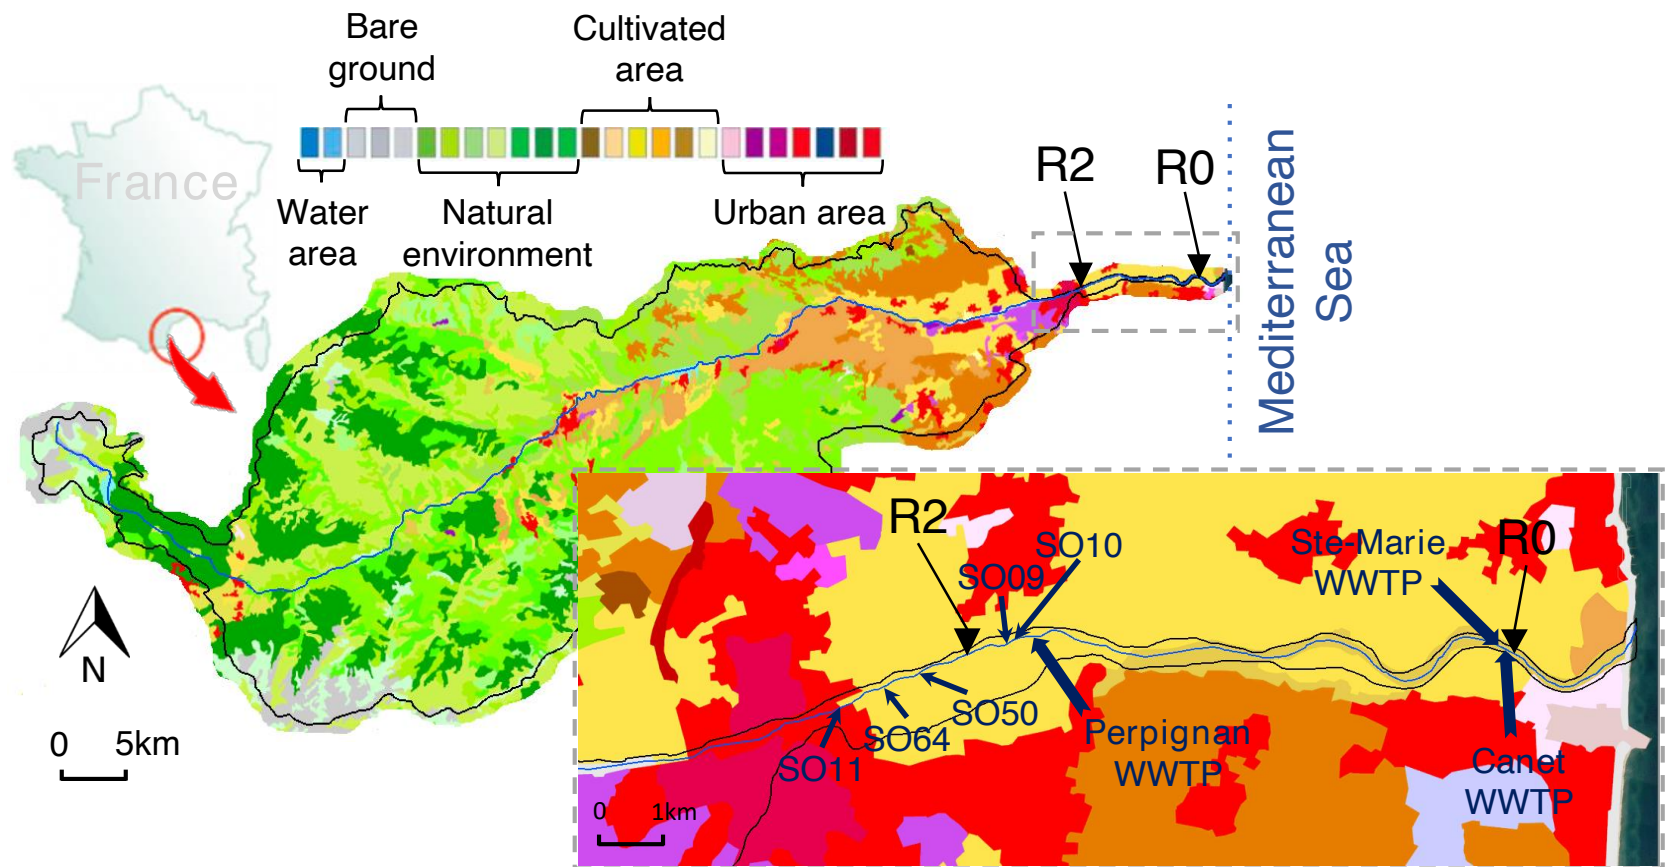 Bare
ground
Cultivated
area
France
Water
area
Natural
environment
Urban area
R2
R0
Mediterranean
Sea
N
0 5km
R2
SO10
SO09
Ste-Marie
WWTP
R0
SO50
SO64
SO11
Perpignan
WWTP
Canet
WWTP
0 1km